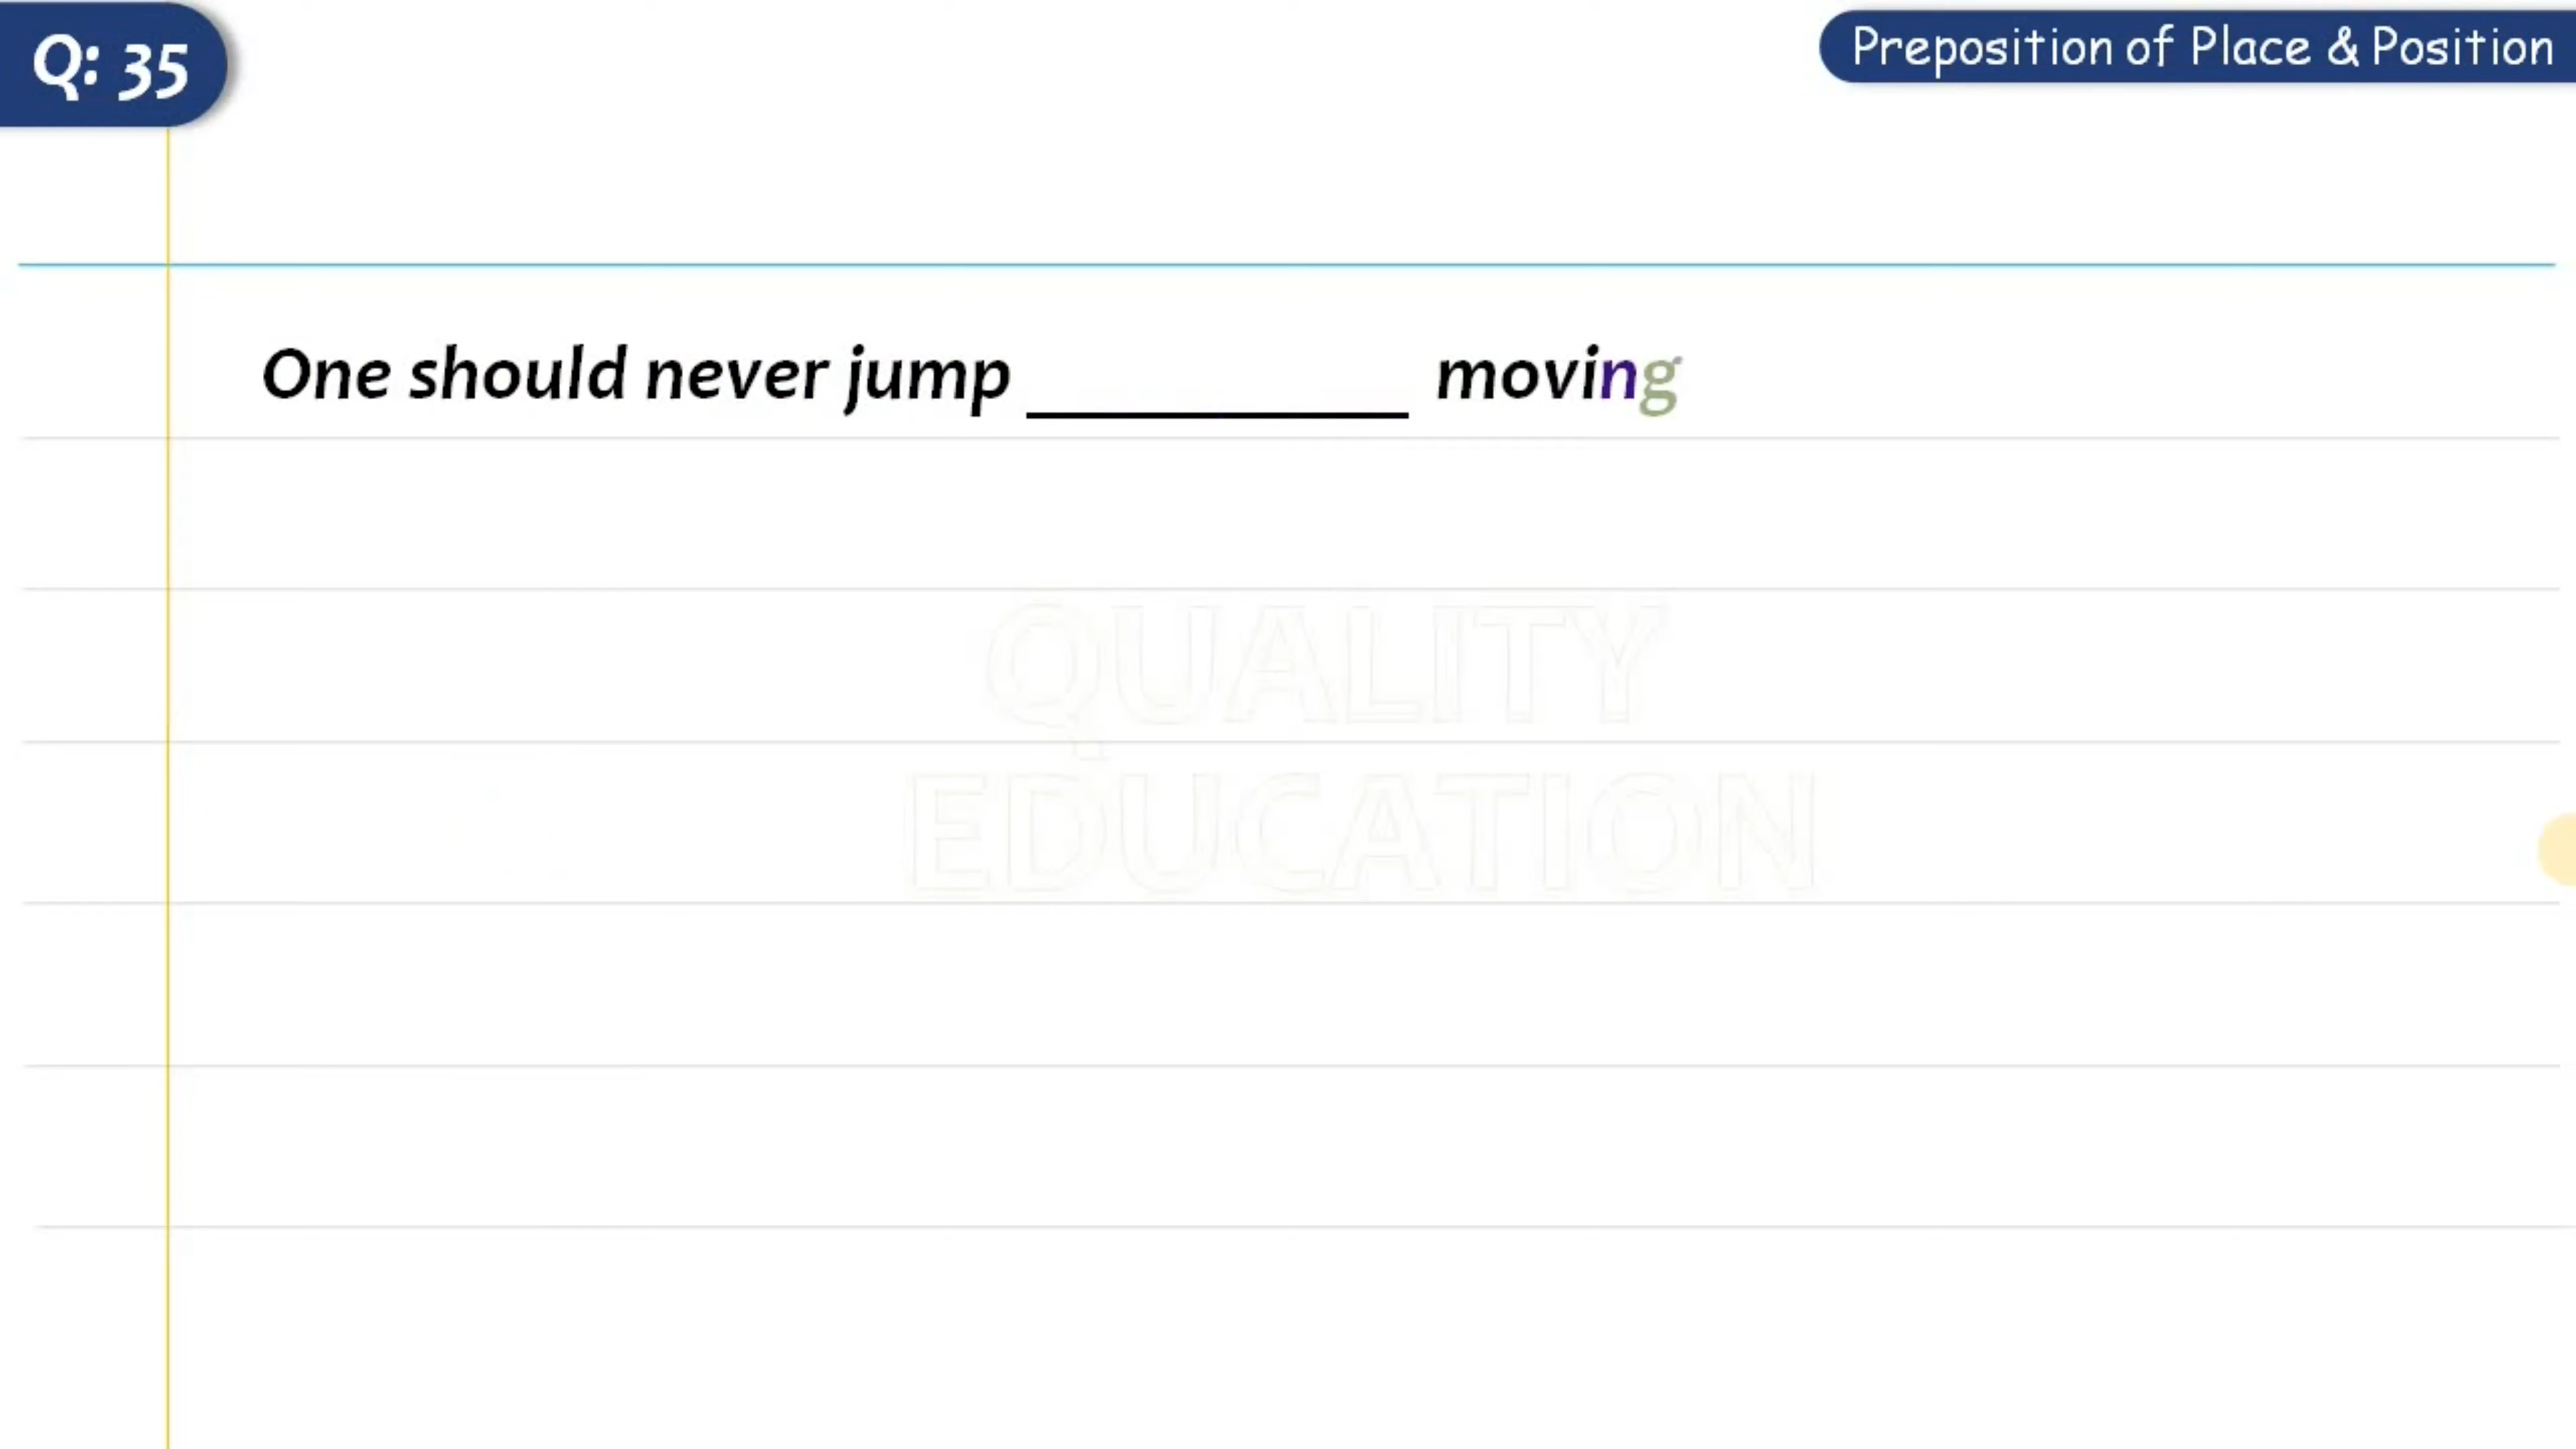 Q: 35
Preposition of Place & Position
One should never jump __________ moving
QUALITY
EDUCATION